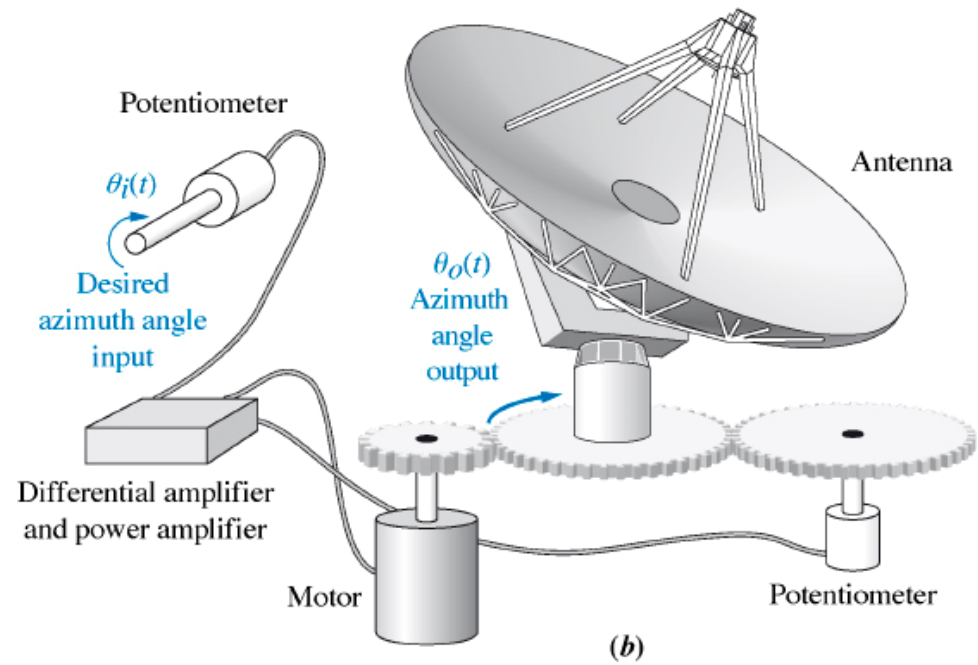 Potentiometer
θi(t)
Desired
azimuth angle
input
Antenna
θo(t)
Azimuth
angle
output
Differential amplifier
and power amplifier
Motor
Potentiometer
(b)